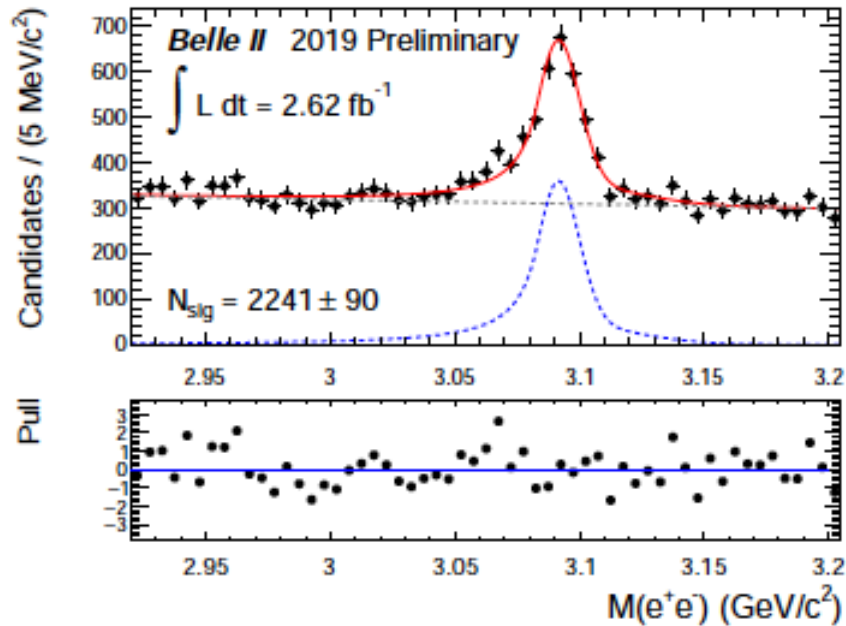 700
600
500
400
300
200
100
0
Candidates / (5 MeV/c²)
Belle II 2019 Preliminary
∫ L dt = 2.62 fb⁻¹
N_sig = 2241 ± 90
2.95 3 3.05 3.1 3.15 3.2
Pull
3
2
1
0
−1
−2
−3
2.95 3 3.05 3.1 3.15 3.2
M(e⁺e⁻) (GeV/c²)